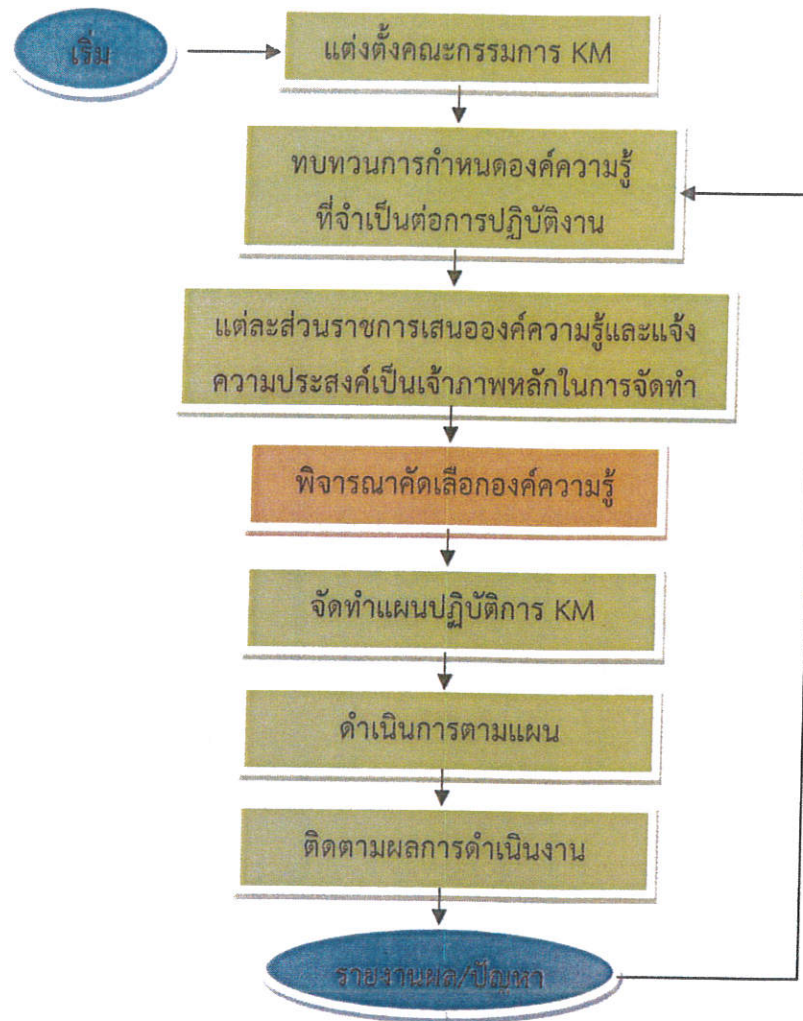 เริ่ม
แต่งตั้งคณะกรรมการ KM
ทบทวนการกำหนดองค์ความรู้
ที่จำเป็นต่อการปฏิบัติงาน
แต่ละส่วนราชการเสนอองค์ความรู้และแจ้ง
ความประสงค์เป็นเจ้าภาพหลักในการจัดทำ
พิจารณาคัดเลือกองค์ความรู้
จัดทำแผนปฏิบัติการ KM
ดำเนินการตามแผน
ติดตามผลการดำเนินงาน
รายงานผล/ปัญหา